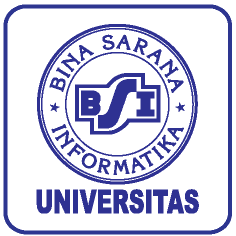 BINA SARANA
BSI
INFORMATIKA
UNIVERSITAS